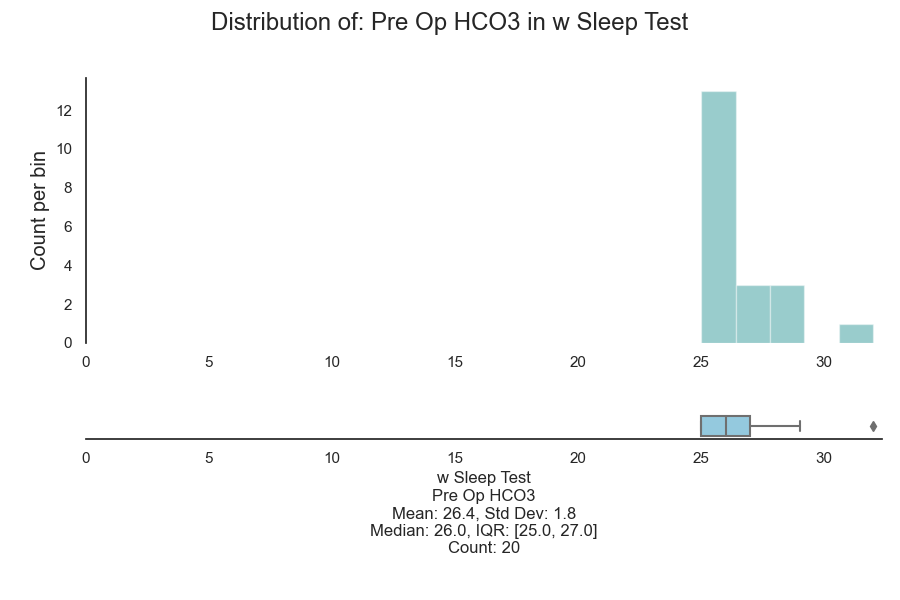 Distribution of: Pre Op HCO3 in w Sleep Test
Count per bin
12
10
8
6
4
2
0
0 5 10 15 20 25 30
0 5 10 15 20 25 30
w Sleep Test
Pre Op HCO3
Mean: 26.4, Std Dev: 1.8
Median: 26.0, IQR: [25.0, 27.0]
Count: 20